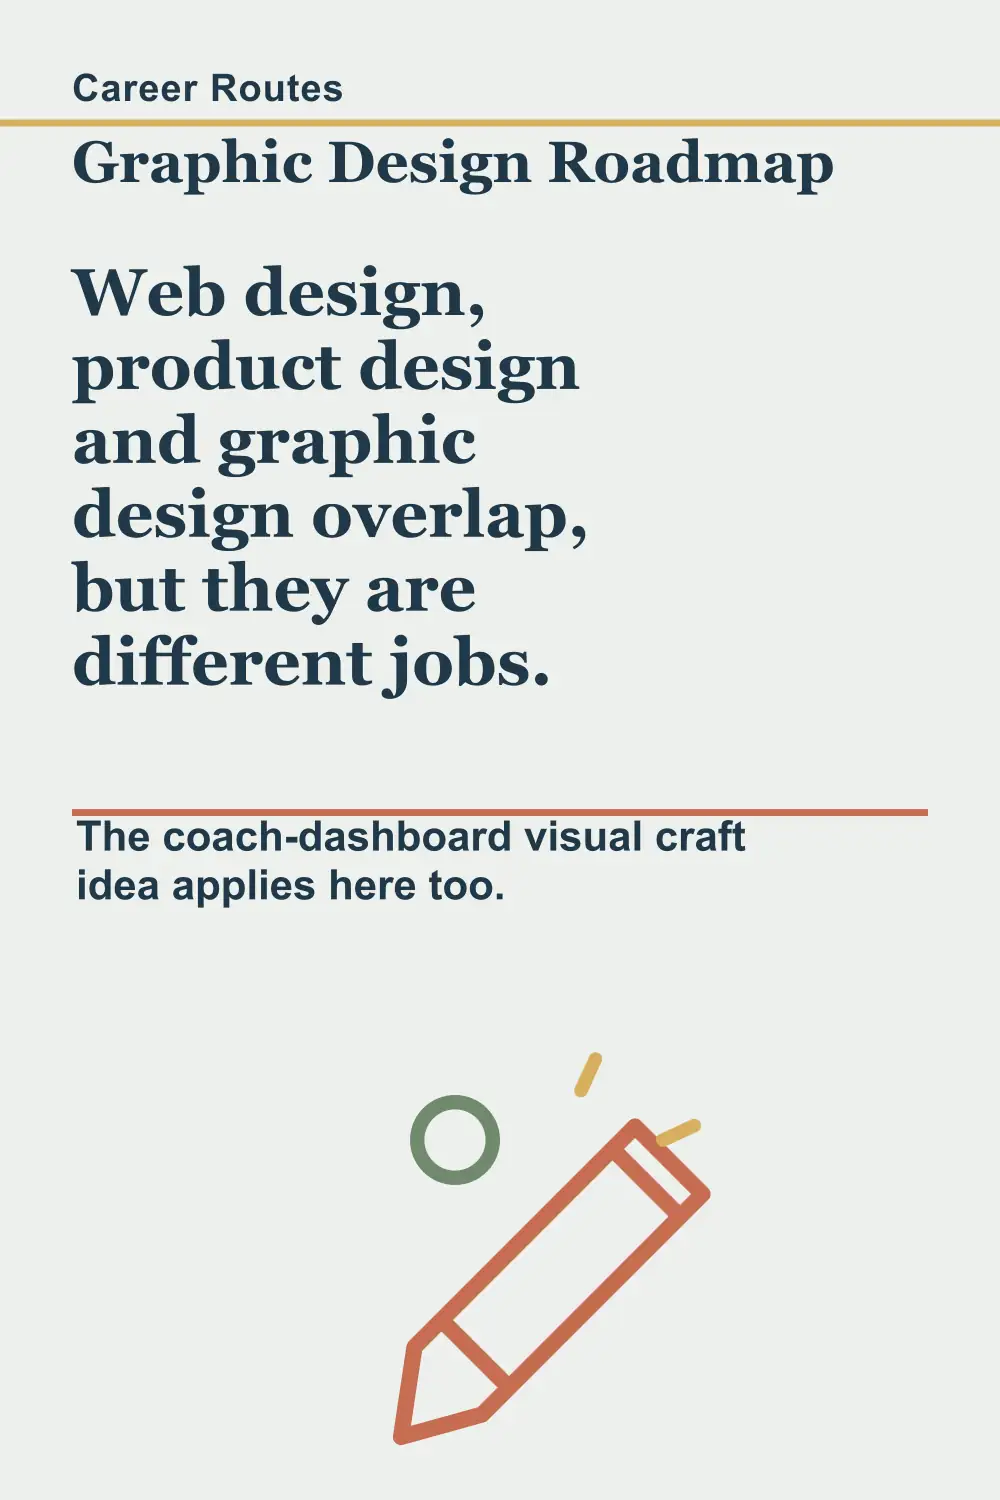 Career Routes
Graphic Design Roadmap
Web design,
product design
and graphic
design overlap,
but they are
different jobs.
The coach-dashboard visual craft
idea applies here too.